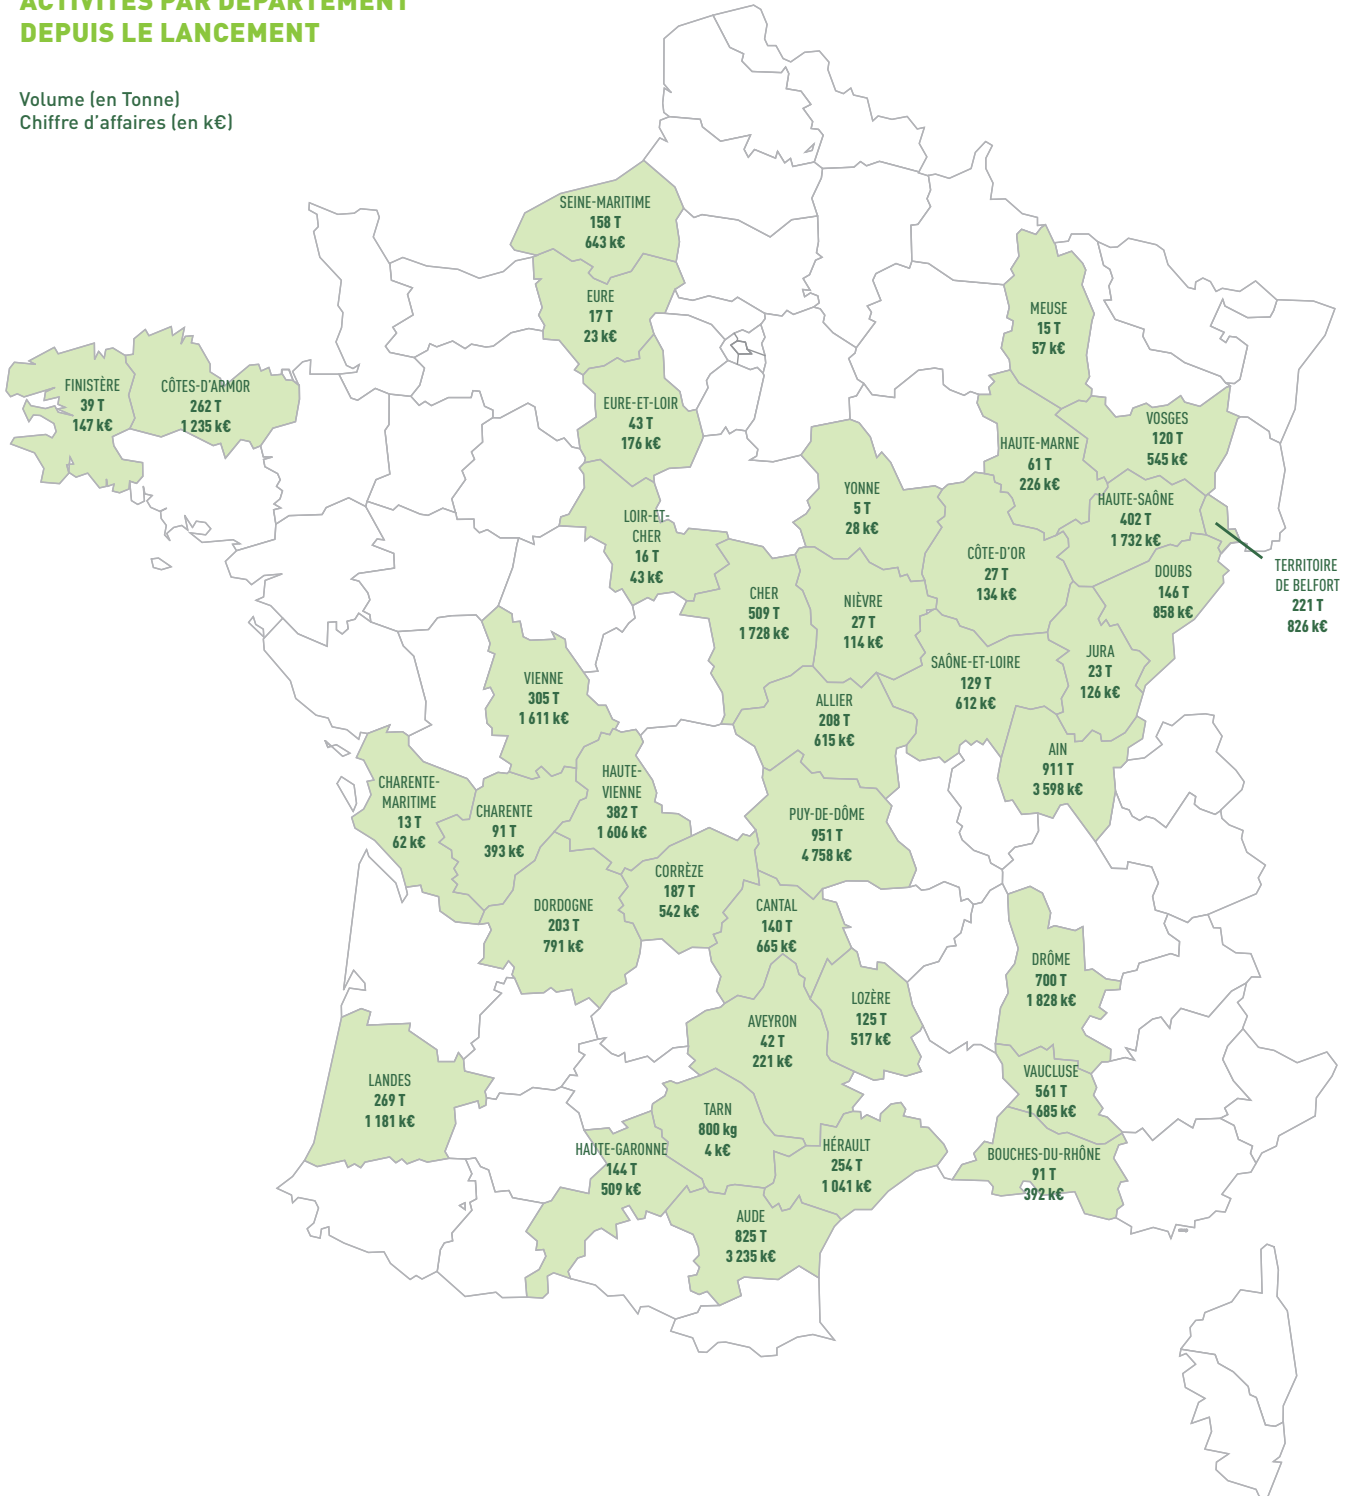 ACTIVITÉS PAR DÉPARTEMENT
DEPUIS LE LANCEMENT
Volume (en Tonne)
Chiffre d'affaires (en k€)
SEINE-MARITIME
158 T
643 k€
EURE
17 T
23 k€
MEUSE
15 T
57 k€
FINISTÈRE
39 T
147 k€
CÔTES-D'ARMOR
262 T
1 235 k€
EURE-ET-LOIR
43 T
176 k€
VOSGES
120 T
545 k€
HAUTE-MARNE
61 T
226 k€
YONNE
5 T
28 k€
HAUTE-SAÔNE
402 T
1 732 k€
LOIR-ET-
CHER
16 T
43 k€
CÔTE-D'OR
27 T
134 k€
DOUBS
146 T
858 k€
TERRITOIRE
DE BELFORT
221 T
826 k€
CHER
509 T
1 728 k€
NIÈVRE
27 T
114 k€
VIENNE
305 T
1 611 k€
SAÔNE-ET-LOIRE
129 T
612 k€
JURA
23 T
126 k€
ALLIER
208 T
615 k€
AIN
911 T
3 598 k€
CHARENTE-
MARITIME
13 T
62 k€
CHARENTE
91 T
393 k€
HAUTE-
VIENNE
382 T
1 606 k€
PUY-DE-DÔME
951 T
4 758 k€
CORRÈZE
187 T
542 k€
DORDOGNE
203 T
791 k€
CANTAL
140 T
665 k€
DRÔME
700 T
1 828 k€
LOZÈRE
125 T
517 k€
AVEYRON
42 T
221 k€
LANDES
269 T
1 181 k€
VAUCLUSE
561 T
1 685 k€
TARN
800 kg
4 k€
HAUTE-GARONNE
144 T
509 k€
HÉRAULT
254 T
1 041 k€
BOUCHES-DU-RHÔNE
91 T
392 k€
AUDE
825 T
3 235 k€